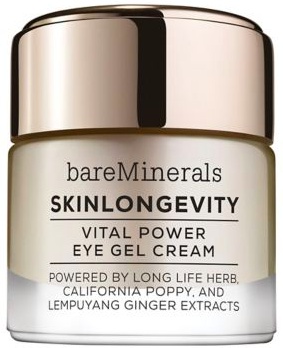 bareMinerals
SKINLONGEVITY
VITAL POWER
EYE GEL CREAM
POWERED BY LONG LIFE HERB,
CALIFORNIA POPPY, AND
LEMPUYANG GINGER EXTRACTS